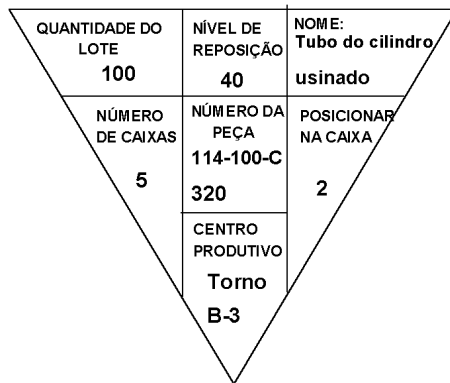 QUANTIDADE DO
LOTE
100
NÍVEL DE
REPOSIÇÃO
40
NOME:
Tubo do cilindro
usinado
NÚMERO
DE CAIXAS
5
NÚMERO DA
PEÇA
114-100-C
320
POSICIONAR
NA CAIXA
2
CENTRO
PRODUTIVO
Torno
B-3